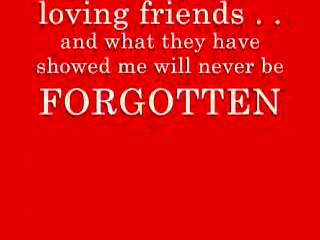 loving friends . .
and what they have
showed me will never be
FORGOTTEN